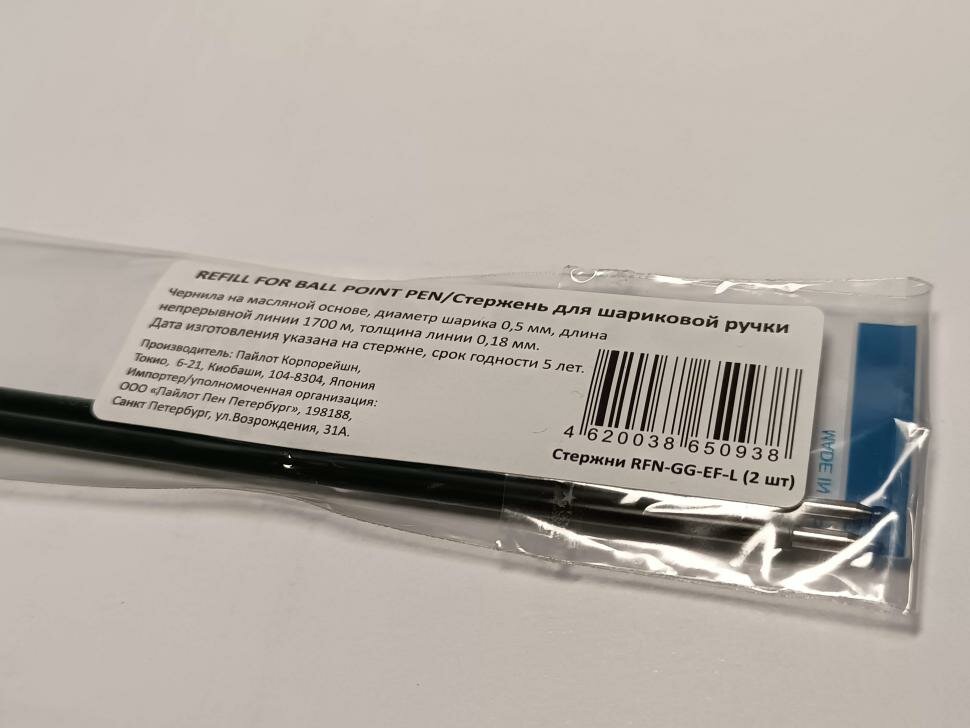 REFILL FOR BALL POINT PEN/Стержень для шариковой ручки
Чернила на масляной основе, диаметр шарика 0,5 мм, длина
непрерывной линии 1700 м, толщина линии 0,18 мм.
Дата изготовления указана на стержне, срок годности 5 лет.
Производитель: Пайлот Корпорейшн,
Токио, 6-21, Киобаши, 104-8304, Япония
Импортер/уполномоченная организация:
ООО «Пайлот Пен Петербург», 198188,
Санкт Петербург, ул.Возрождения, 31А.
4 620038 650938
Стержни RFN-GG-EF-L (2 шт)
MADE IN